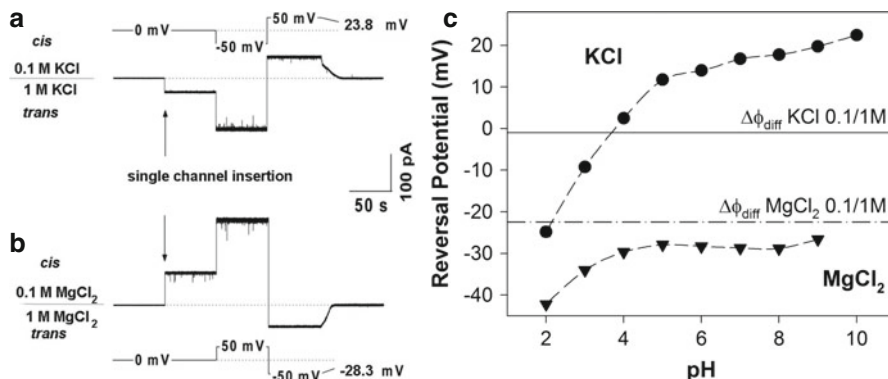 a
0 mV
50 mV
23.8 mV
-50 mV
cis
0.1 M KCl
1 M KCl
trans
single channel insertion
50 s
100 pA
b
cis
0.1 M MgCl2
1 M MgCl2
trans
0 mV
50 mV
-50 mV
-28.3 mV
c
Reversal Potential (mV)
20
10
0
-10
-20
-30
-40
KCl
Δϕdiff KCl 0.1/1M
Δϕdiff MgCl2 0.1/1M
MgCl2
2
4
6
8
10
pH